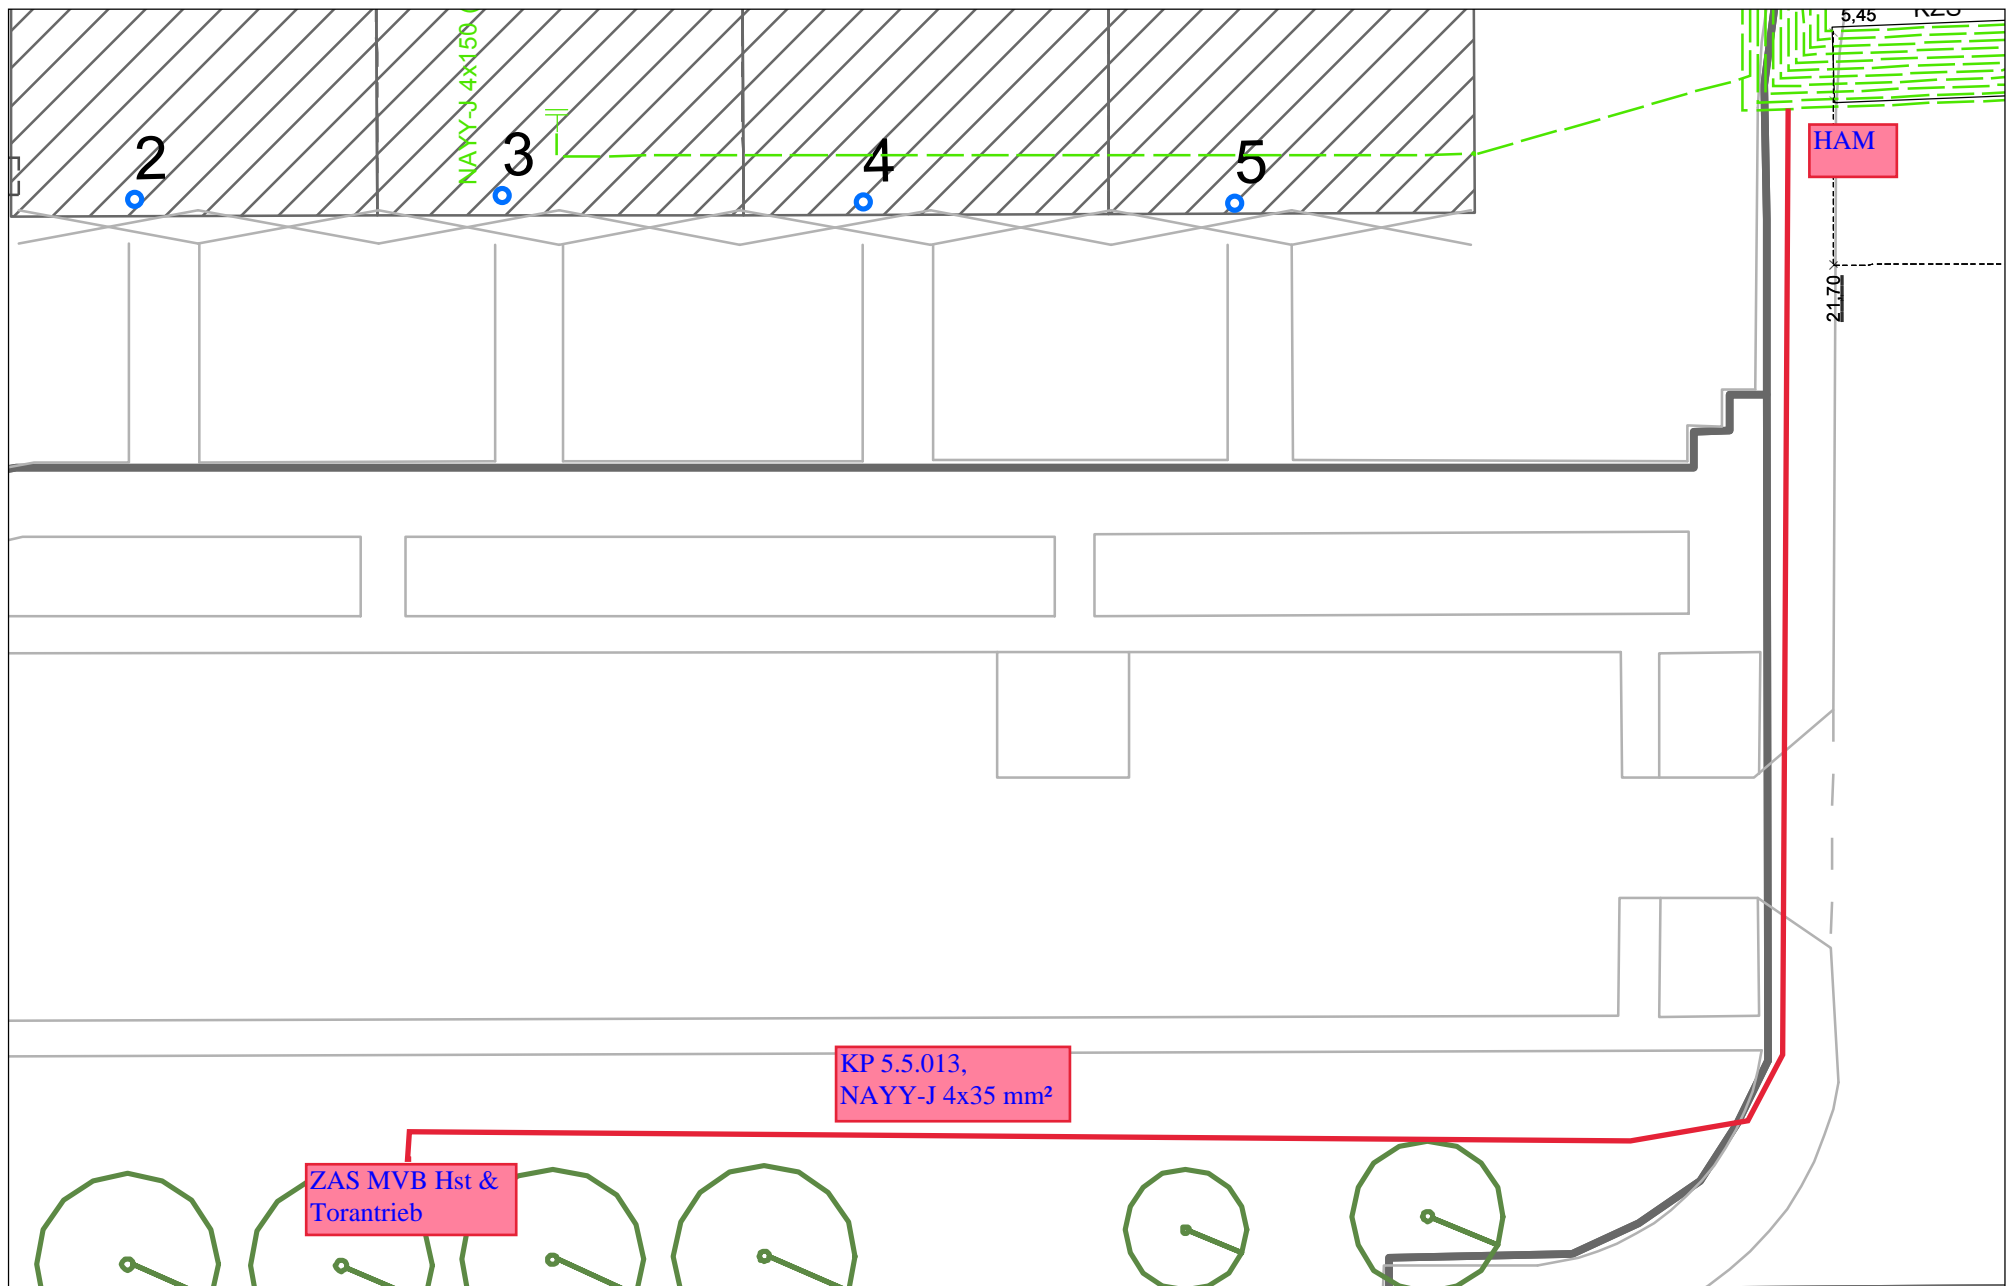 5,45
NAYY-J 4x150
2
3
4
5
HAM
21,70
KP 5.5.013,
NAYY-J 4x35 mm²
ZAS MVB Hst &
Torantrieb